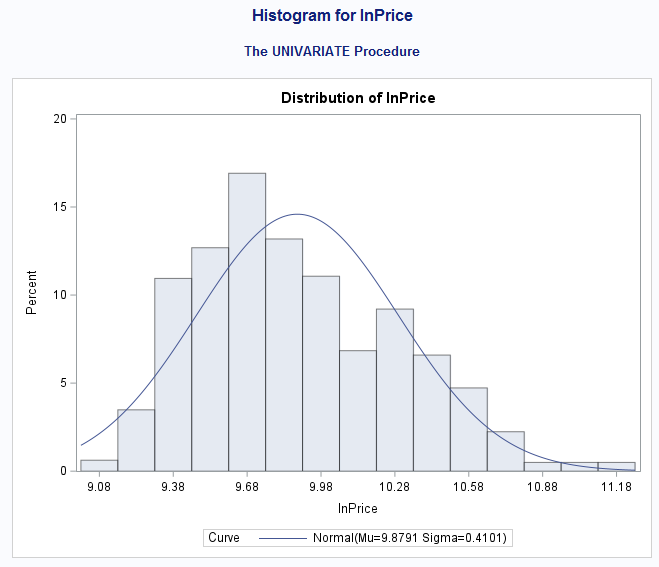 Histogram for lnPrice
The UNIVARIATE Procedure
Distribution of lnPrice
20
15
10
5
0
Percent
9.08 9.38 9.68 9.98 10.28 10.58 10.88 11.18
lnPrice
Curve Normal(Mu=9.8791 Sigma=0.4101)